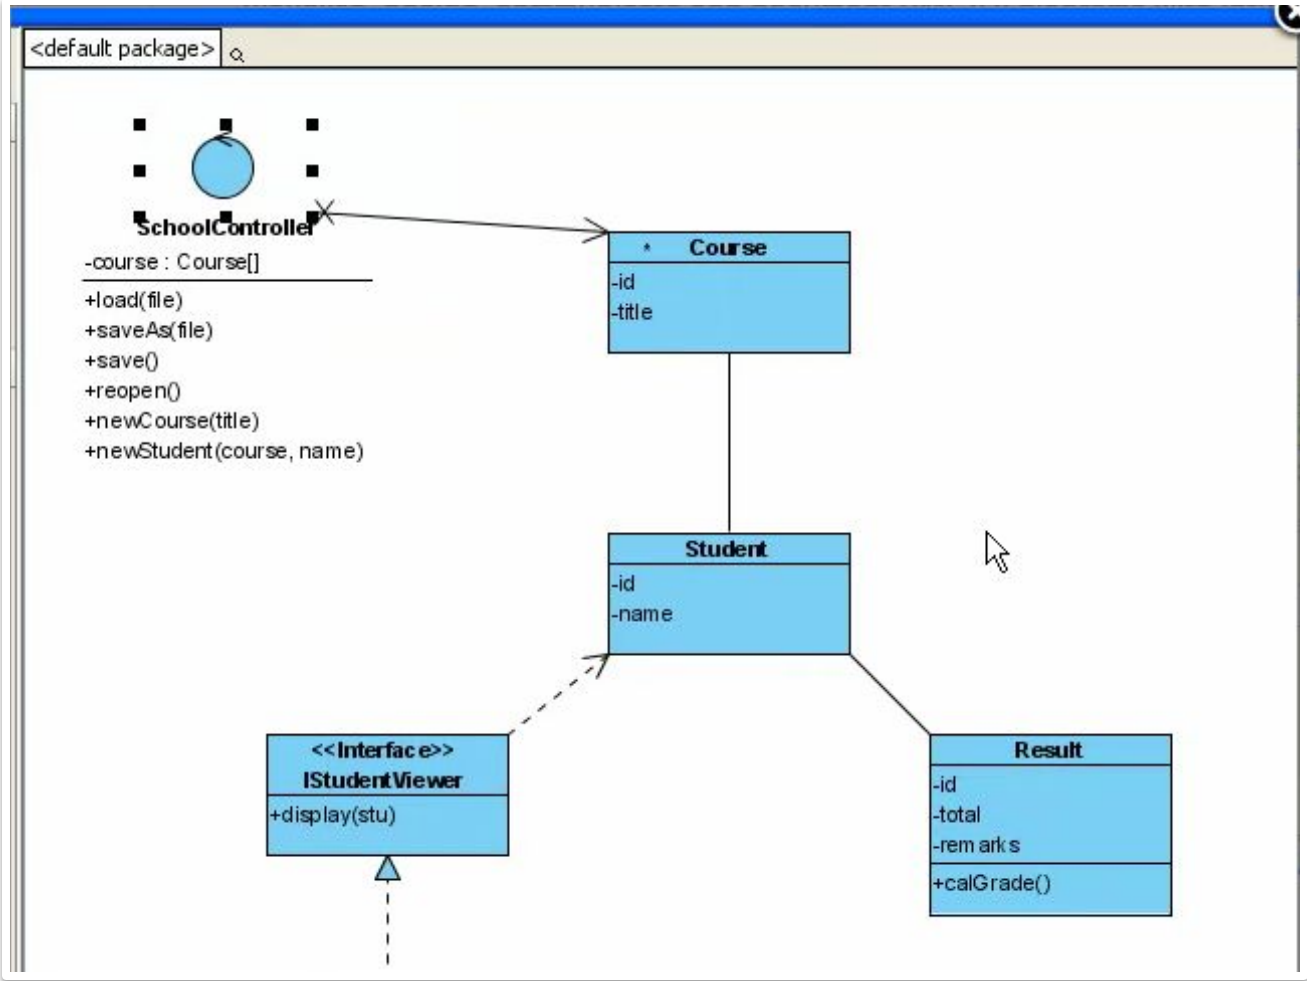 <default package>
SchoolController
-course : Course[]
+load(file)
+saveAs(file)
+save()
+reopen()
+newCourse(title)
+newStudent(course, name)
* Course
-id
-title
Student
-id
-name
<<Interface>>
IStudentViewer
+display(stu)
Result
-id
-total
-remarks
+calGrade()